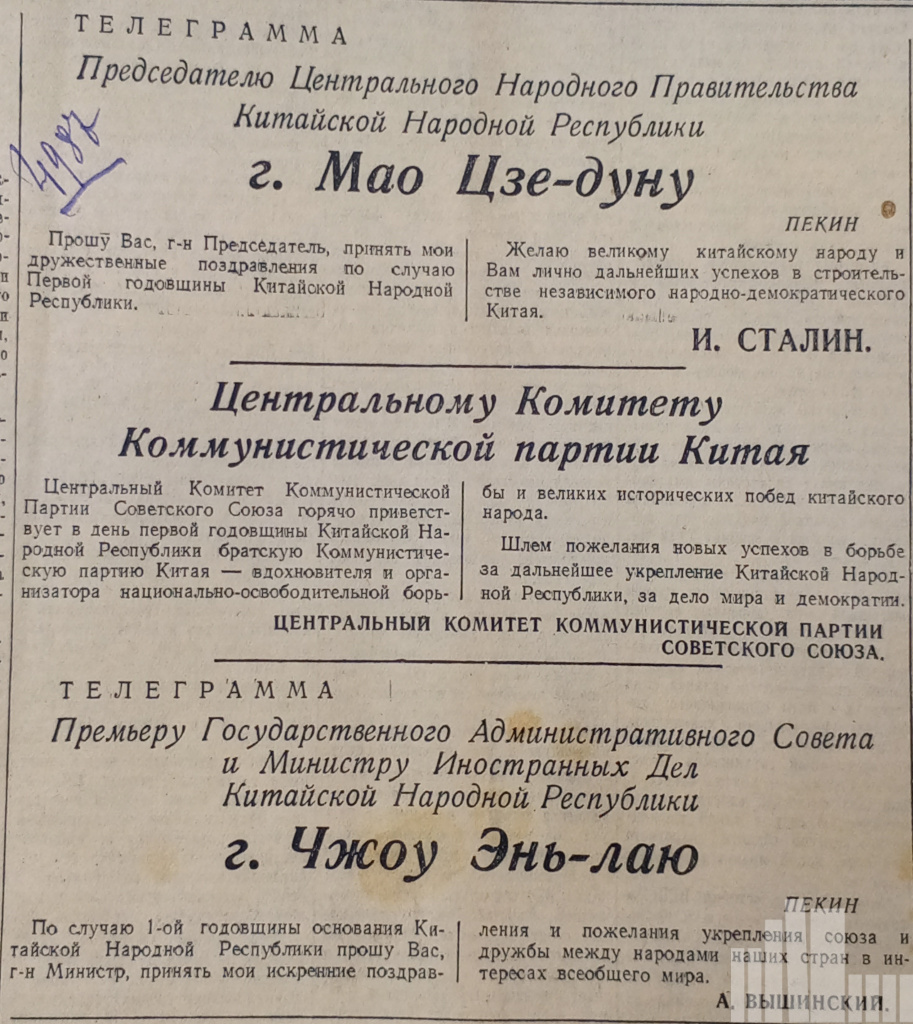 ТЕЛЕГРАММА
Председателю Центрального Народного Правительства
Китайской Народной Республики
г. Мао Цзе-дуну
ПЕКИН
Прошу Вас, г-н Председатель, принять мои
дружественные поздравления по случаю
Первой годовщины Китайской Народной
Республики.
Желаю великому китайскому народу и
Вам лично дальнейших успехов в строитель-
стве независимого народно-демократического
Китая.
И. СТАЛИН.
Центральному Комитету
Коммунистической партии Китая
Центральный Комитет Коммунистической
Партии Советского Союза горячо приветст-
вует в день первой годовщины Китайской На-
родной Республики братскую Коммунистиче-
скую партию Китая — вдохновителя и орга-
низатора национально-освободительной борь-
бы и великих исторических побед китайского
народа.
Шлем пожелания новых успехов в борьбе
за дальнейшее укрепление Китайской Народ-
ной Республики, за дело мира и демократии.
ЦЕНТРАЛЬНЫЙ КОМИТЕТ КОММУНИСТИЧЕСКОЙ ПАРТИИ
СОВЕТСКОГО СОЮЗА.
ТЕЛЕГРАММА
Премьеру Государственного Административного Совета
и Министру Иностранных Дел
Китайской Народной Республики
г. Чжоу Энь-лаю
ПЕКИН
По случаю 1-ой годовщины основания Ки-
тайской Народной Республики прошу Вас,
г-н Министр, принять мои искренние поздрав-
ления и пожелания укрепления союза и
дружбы между народами наших стран в ин-
тересах всеобщего мира.
А. ВЫШИНСКИЙ.